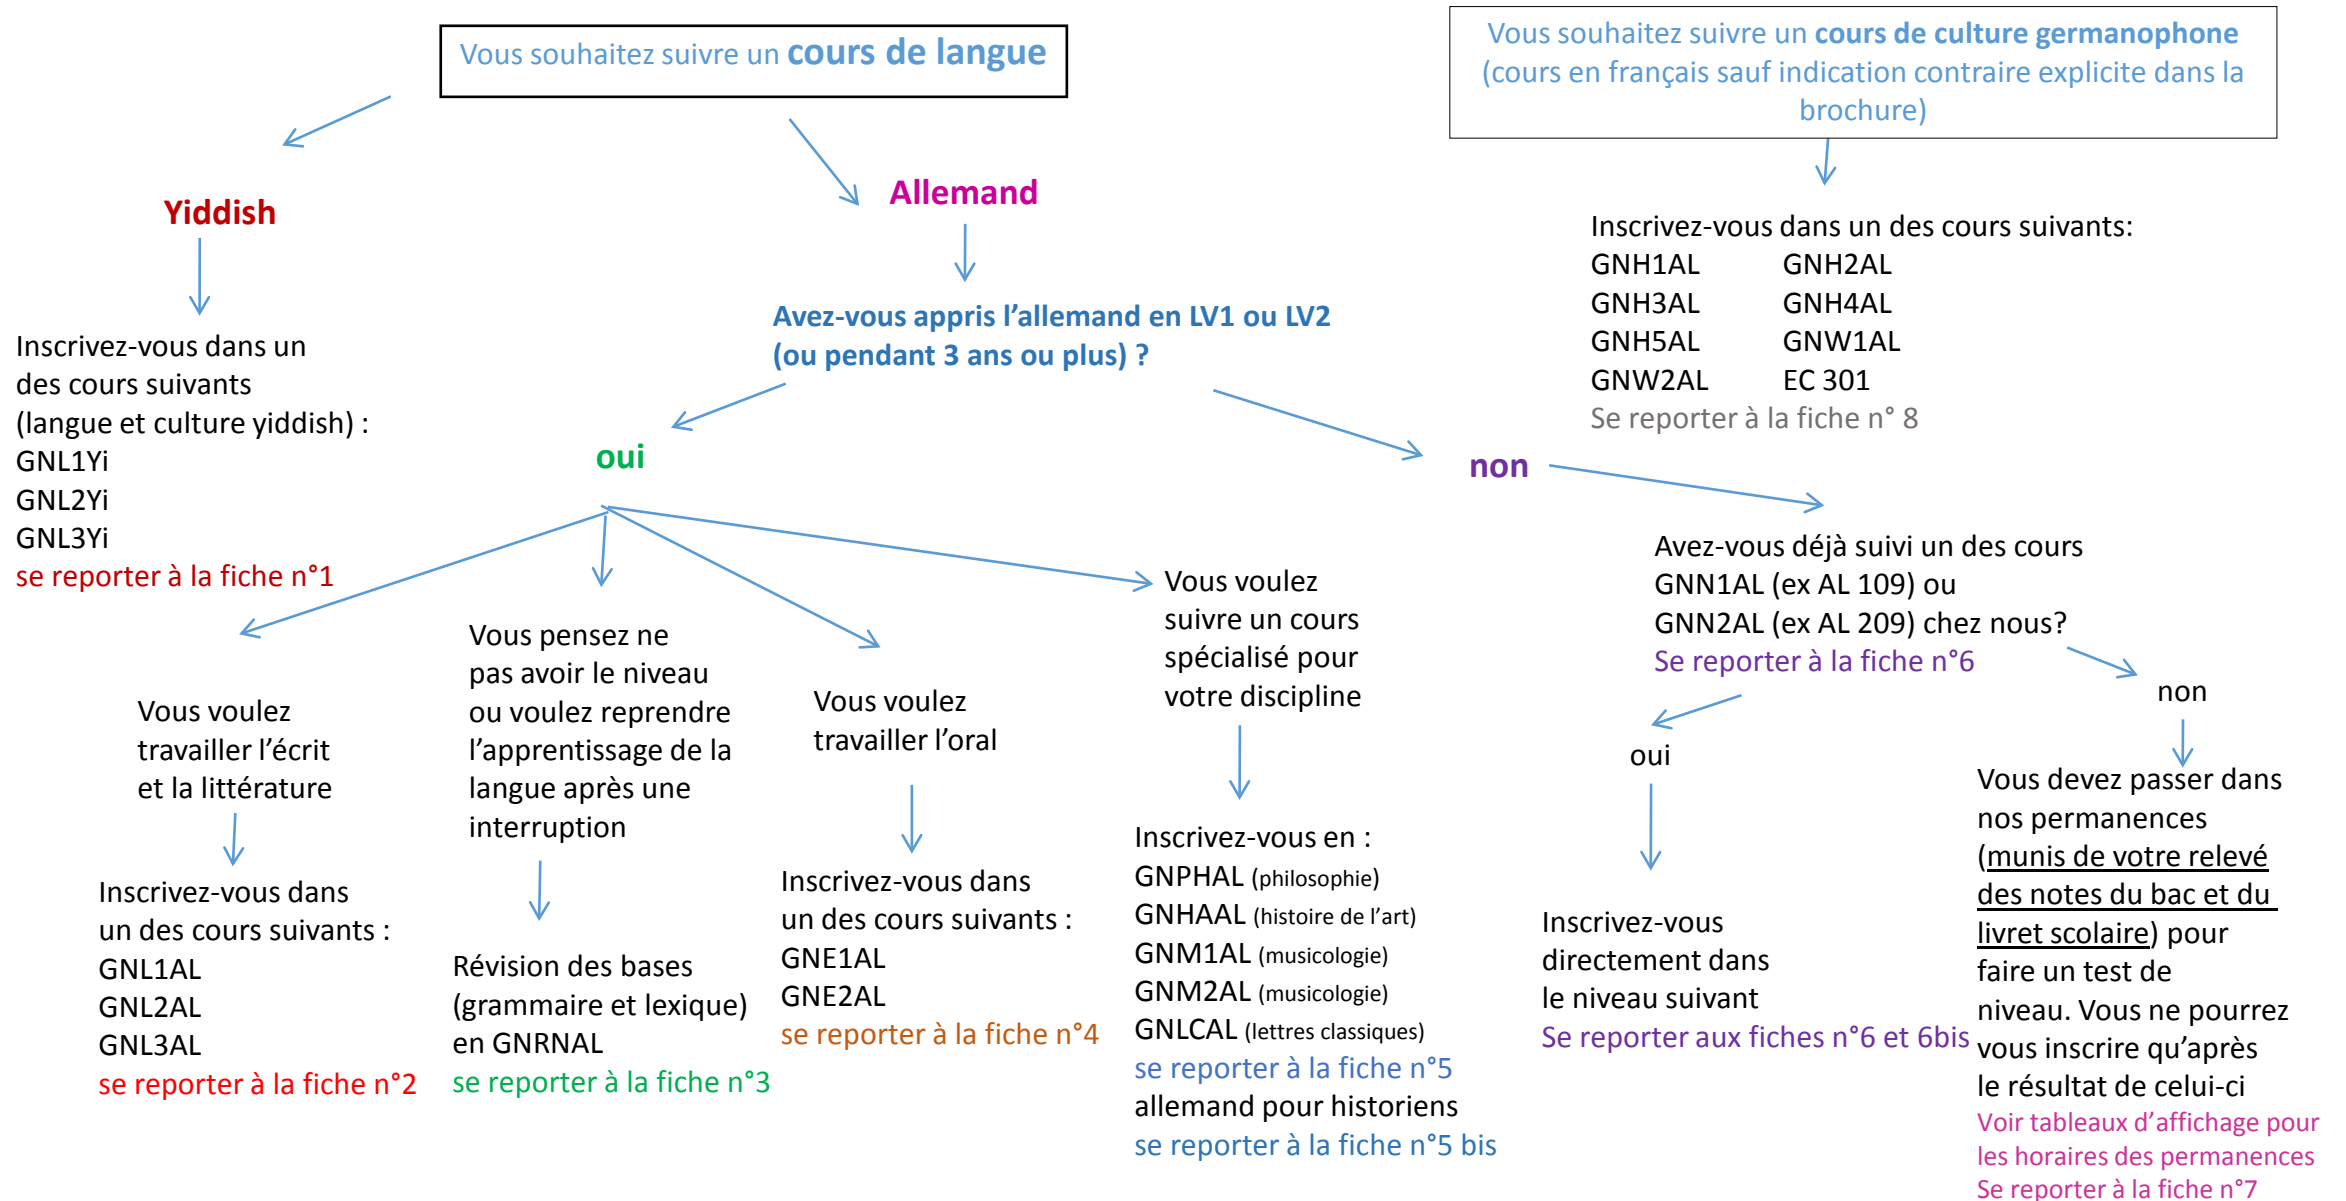 Vous souhaitez suivre un cours de langue
Vous souhaitez suivre un cours de culture germanophone
(cours en français sauf indication contraire explicite dans la
brochure)
Yiddish
Inscrivez-vous dans un
des cours suivants
(langue et culture yiddish) :
GNL1Yi
GNL2Yi
GNL3Yi
se reporter à la fiche n°1
Allemand
Avez-vous appris l’allemand en LV1 ou LV2
(ou pendant 3 ans ou plus) ?
oui
Vous voulez
travailler l’écrit
et la littérature
Inscrivez-vous dans
un des cours suivants :
GNL1AL
GNL2AL
GNL3AL
se reporter à la fiche n°2
Vous pensez ne
pas avoir le niveau
ou voulez reprendre
l’apprentissage de la
langue après une
interruption
Révision des bases
(grammaire et lexique)
en GNRNAL
se reporter à la fiche n°3
Vous voulez
travailler l’oral
Inscrivez-vous dans
un des cours suivants :
GNE1AL
GNE2AL
se reporter à la fiche n°4
Vous voulez
suivre un cours
spécialisé pour
votre discipline
Inscrivez-vous en :
GNPHAL (philosophie)
GNHAAL (histoire de l’art)
GNM1AL (musicologie)
GNM2AL (musicologie)
GNLCAL (lettres classiques)
se reporter à la fiche n°5
allemand pour historiens
se reporter à la fiche n°5 bis
non
Avez-vous déjà suivi un des cours
GNN1AL (ex AL 109) ou
GNN2AL (ex AL 209) chez nous?
Se reporter à la fiche n°6
oui
Inscrivez-vous
directement dans
le niveau suivant
Se reporter aux fiches n°6 et 6bis
non
Vous devez passer dans
nos permanences
(munis de votre relevé
des notes du bac et du
livret scolaire) pour
faire un test de
niveau. Vous ne pourrez
vous inscrire qu’après
le résultat de celui-ci
Voir tableaux d’affichage pour
les horaires des permanences
Se reporter à la fiche n°7
Inscrivez-vous dans un des cours suivants:
GNH1AL GNH2AL
GNH3AL GNH4AL
GNH5AL GNW1AL
GNW2AL EC 301
Se reporter à la fiche n° 8